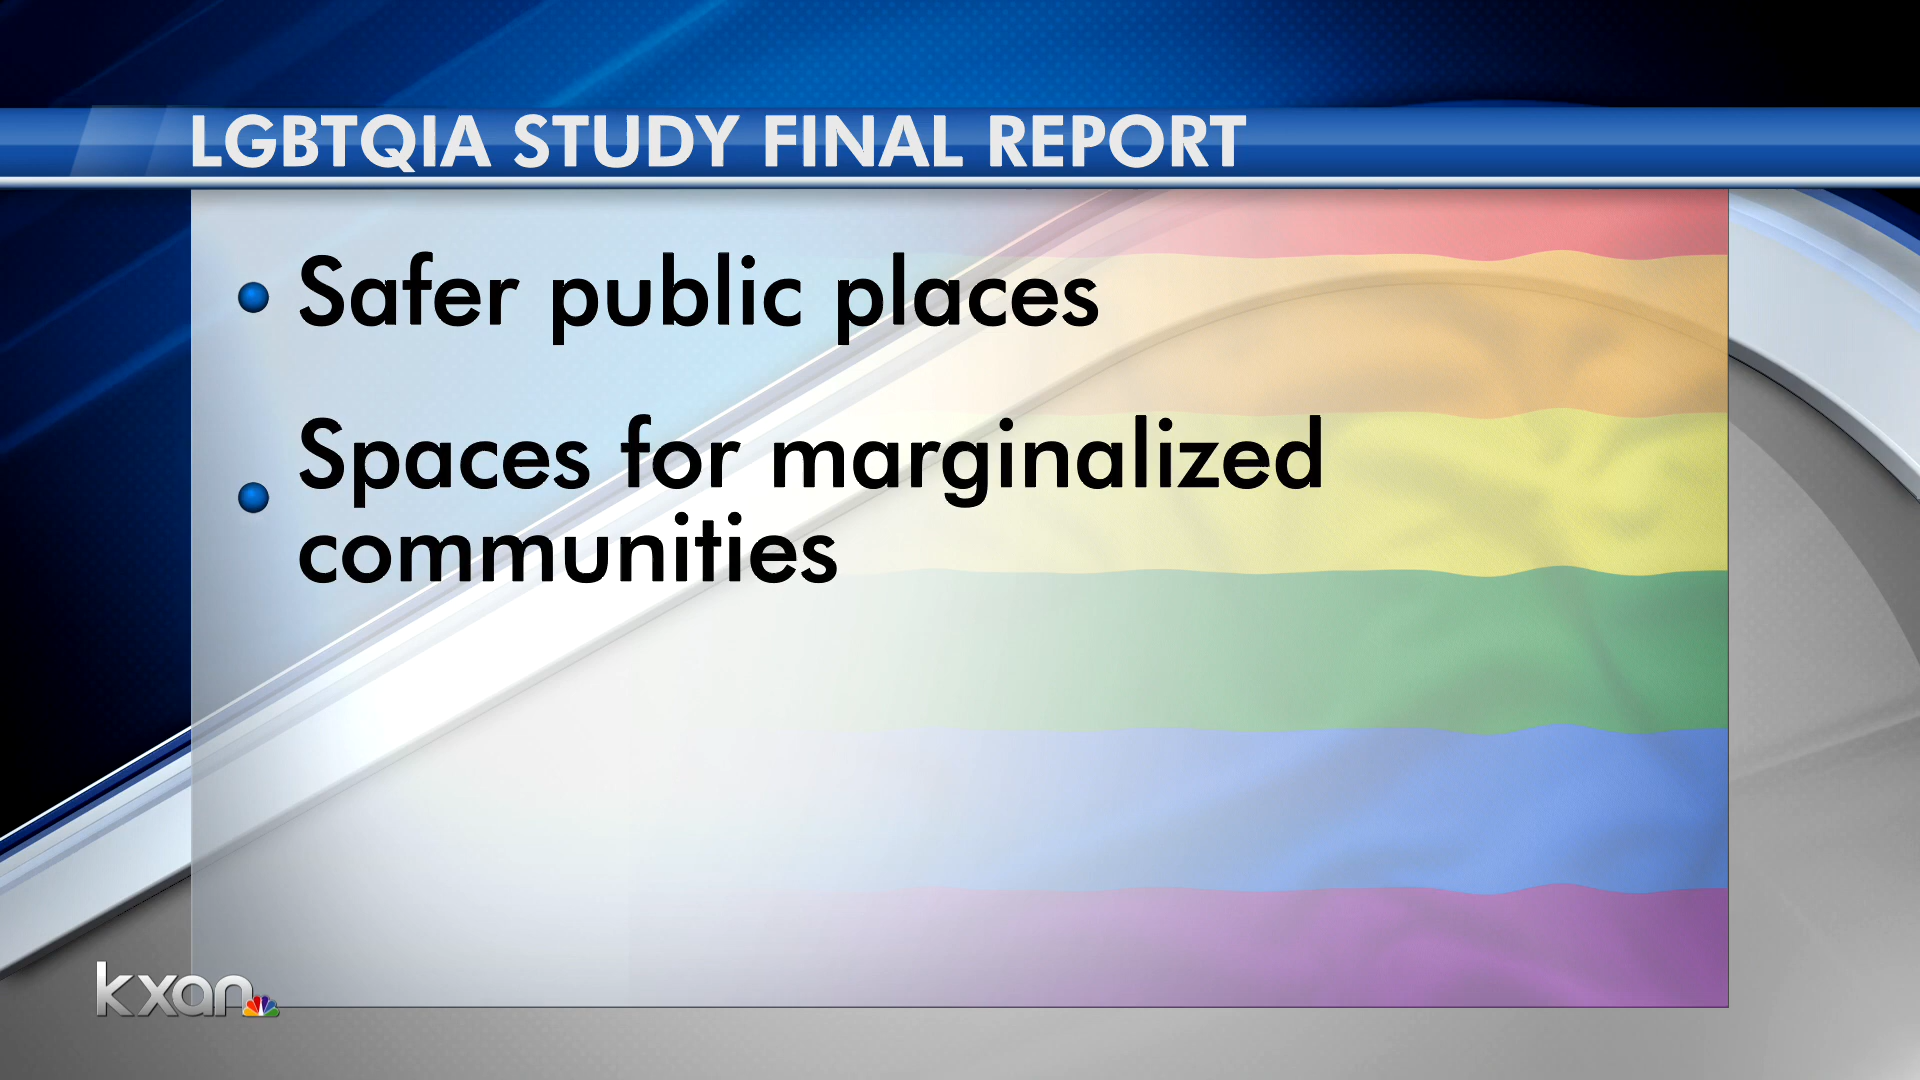 LGBTQIA STUDY FINAL REPORT
• Safer public places
• Spaces for marginalized
communities
kxan